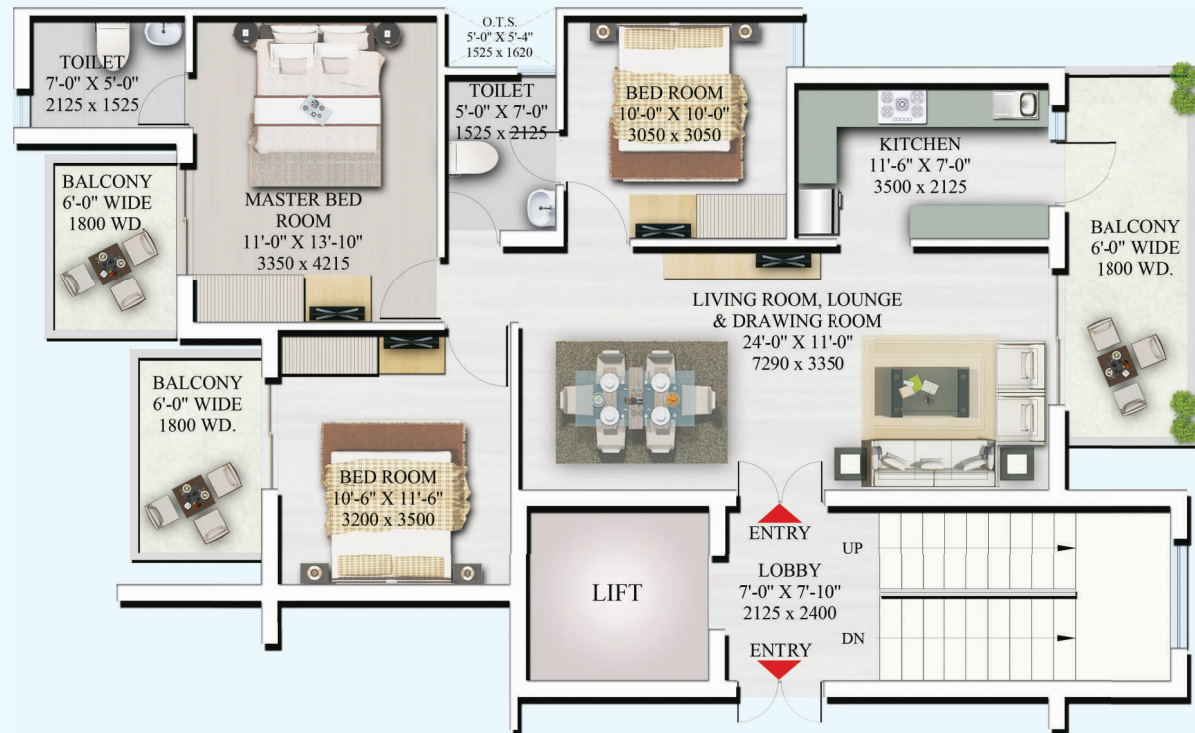 O.T.S.
5'-0" X 5'-4"
1525 x 1620
TOILET
7'-0" X 5'-0"
2125 x 1525
TOILET
5'-0" X 7'-0"
1525 x 2125
BED ROOM
10'-0" X 10'-0"
3050 x 3050
KITCHEN
11'-6" X 7'-0"
3500 x 2125
BALCONY
6'-0" WIDE
1800 WD.
MASTER BED
ROOM
11'-0" X 13'-10"
3350 x 4215
BALCONY
6'-0" WIDE
1800 WD.
LIVING ROOM, LOUNGE
& DRAWING ROOM
24'-0" X 11'-0"
7290 x 3350
BALCONY
6'-0" WIDE
1800 WD.
BED ROOM
10'-6" X 11'-6"
3200 x 3500
ENTRY
UP
LIFT
LOBBY
7'-0" X 7'-10"
2125 x 2400
DN
ENTRY